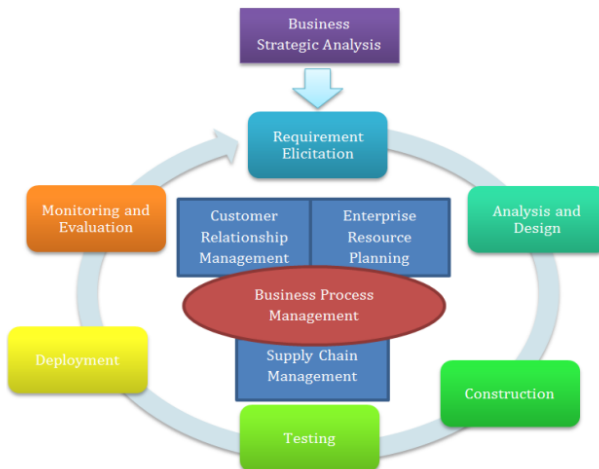 Business
Strategic Analysis
Requirement
Elicitation
Monitoring and
Evaluation
Customer
Relationship
Management
Enterprise
Resource
Planning
Analysis and
Design
Business Process
Management
Deployment
Supply Chain
Management
Construction
Testing